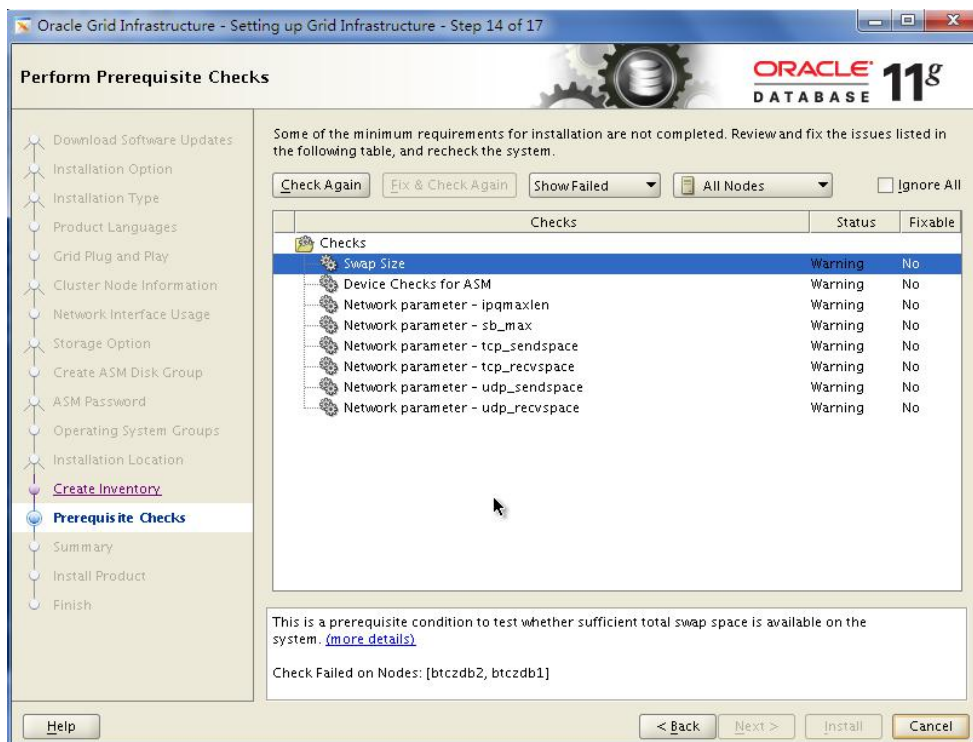 Oracle Grid Infrastructure - Setting up Grid Infrastructure - Step 14 of 17
Perform Prerequisite Checks
ORACLE 11g
DATABASE
Download Software Updates
Installation Option
Installation Type
Product Languages
Grid Plug and Play
Cluster Node Information
Network Interface Usage
Storage Option
Create ASM Disk Group
ASM Password
Operating System Groups
Installation Location
Create Inventory
Prerequisite Checks
Summary
Install Product
Finish
Some of the minimum requirements for installation are not completed. Review and fix the issues listed in
the following table, and recheck the system.
Check Again Fix & Check Again Show Failed All Nodes Ignore All
Checks Status Fixable
Checks
Swap Size Warning No
Device Checks for ASM Warning No
Network parameter - ipqmaxlen Warning No
Network parameter - sb_max Warning No
Network parameter - tcp_sendspace Warning No
Network parameter - tcp_recvspace Warning No
Network parameter - udp_sendspace Warning No
Network parameter - udp_recvspace Warning No
This is a prerequisite condition to test whether sufficient total swap space is available on the
system. (more details)
Check Failed on Nodes: [btczdb2, btczdb1]
Help < Back Next > Install Cancel